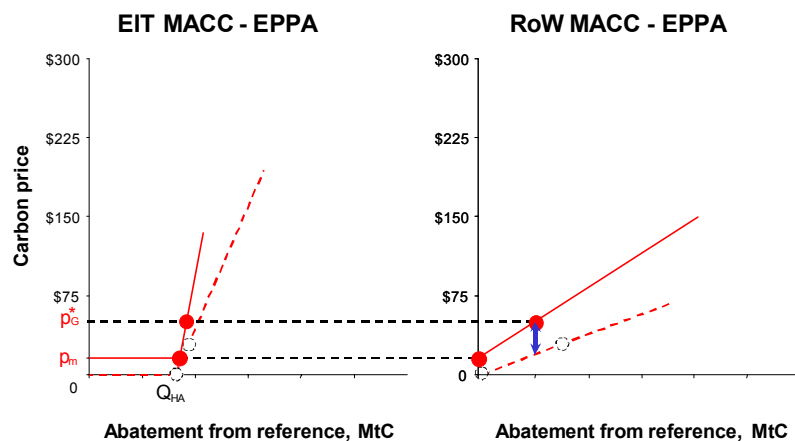 EIT MACC - EPPA
RoW MACC - EPPA
Carbon price
$300
$225
$150
$75
p*G
pm
0
QHA
$300
$225
$150
$75
0
Abatement from reference, MtC
Abatement from reference, MtC